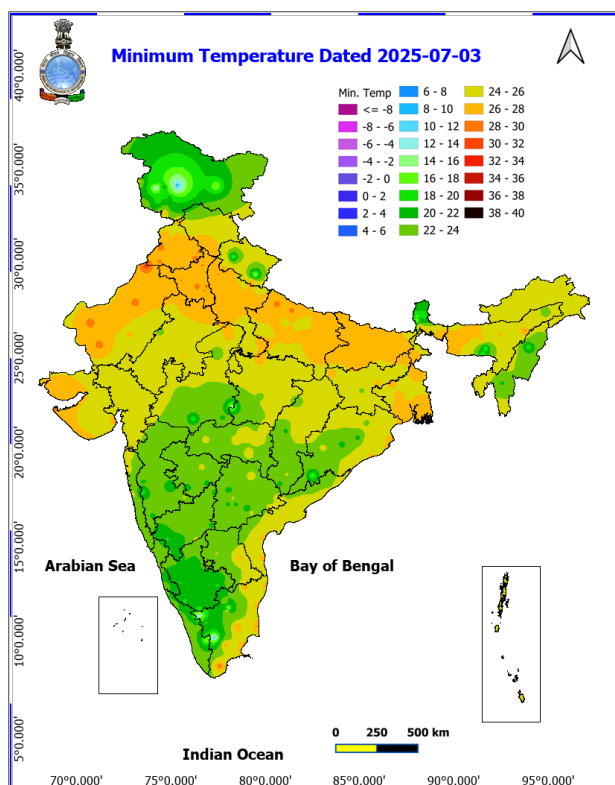 Minimum Temperature Dated 2025-07-03
Min. Temp
<= -8
-8 - -6
-6 - -4
-4 - -2
-2 - 0
0 - 2
2 - 4
4 - 6
6 - 8
8 - 10
10 - 12
12 - 14
14 - 16
16 - 18
18 - 20
20 - 22
22 - 24
24 - 26
26 - 28
28 - 30
30 - 32
32 - 34
34 - 36
36 - 38
38 - 40
40°0.000'
35°0.000'
30°0.000'
25°0.000'
20°0.000'
15°0.000'
10°0.000'
5°0.000'
Arabian Sea
Bay of Bengal
Indian Ocean
0 250 500 km
70°0.000' 75°0.000' 80°0.000' 85°0.000' 90°0.000' 95°0.000'